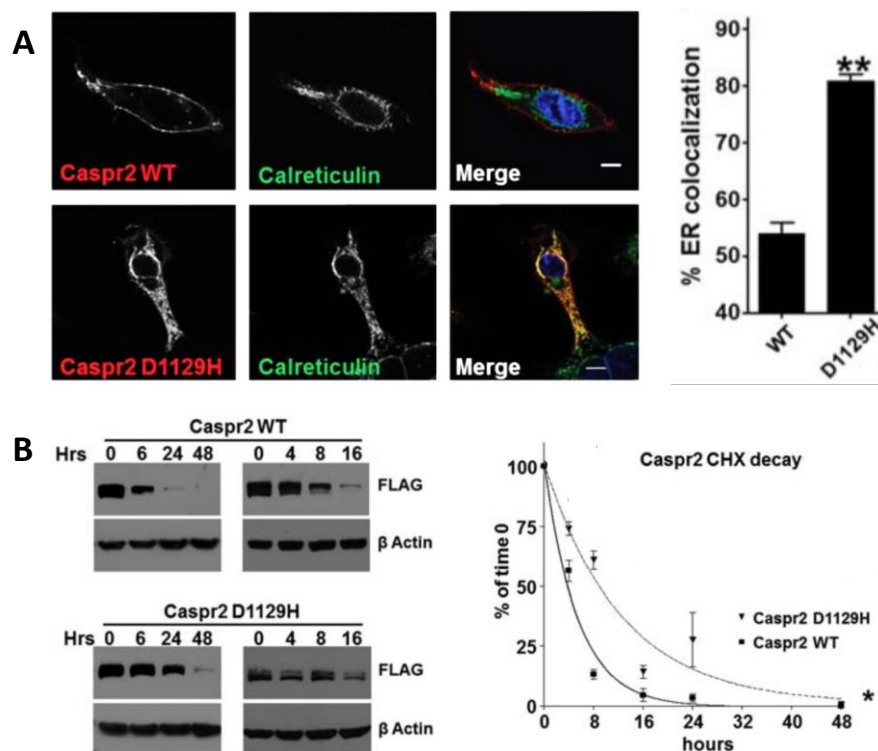 A
Caspr2 WT
Calreticulin
Merge
Caspr2 D1129H
Calreticulin
Merge
% ER colocalization
90
80
70
60
50
40
**
WT
D1129H
B
Caspr2 WT
Hrs 0 6 24 48 0 4 8 16
FLAG
β Actin
Caspr2 D1129H
Hrs 0 6 24 48 0 4 8 16
FLAG
β Actin
Caspr2 CHX decay
% of time 0
100
75
50
25
0
Caspr2 D1129H
Caspr2 WT
*
0 8 16 24 32 40 48
hours